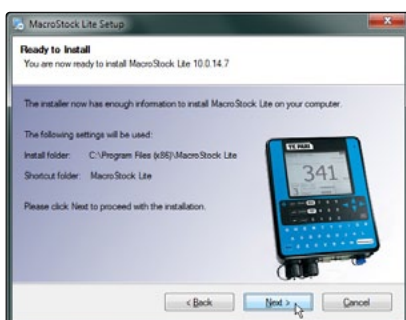 MacroStock Lite Setup
Ready to Install
You are now ready to install MacroStock Lite 10.0.14.7
The installer now has enough information to install MacroStock Lite on your computer.
The following settings will be used:
Install folder: C:\Program Files (x86)\MacroStock Lite
Shortcut folder: MacroStock Lite
Please click Next to proceed with the installation.
TE PARI
341
< Back Next > Cancel